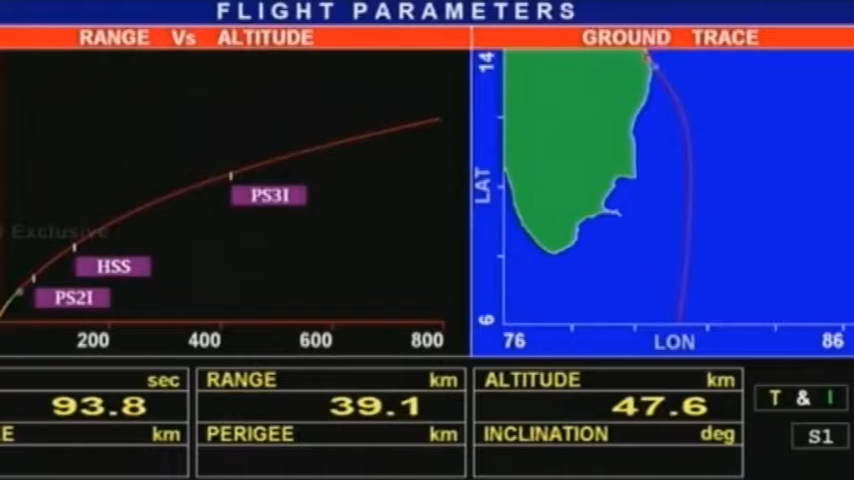 FLIGHT PARAMETERS
RANGE Vs ALTITUDE
GROUND TRACE
PS3I
Exclusive
HSS
PS2I
200 400 600 800
14
LAT
6
76 LON 86
sec
93.8
E km
RANGE km
39.1
PERIGEE km
ALTITUDE km
47.6
INCLINATION deg
T & I
S1